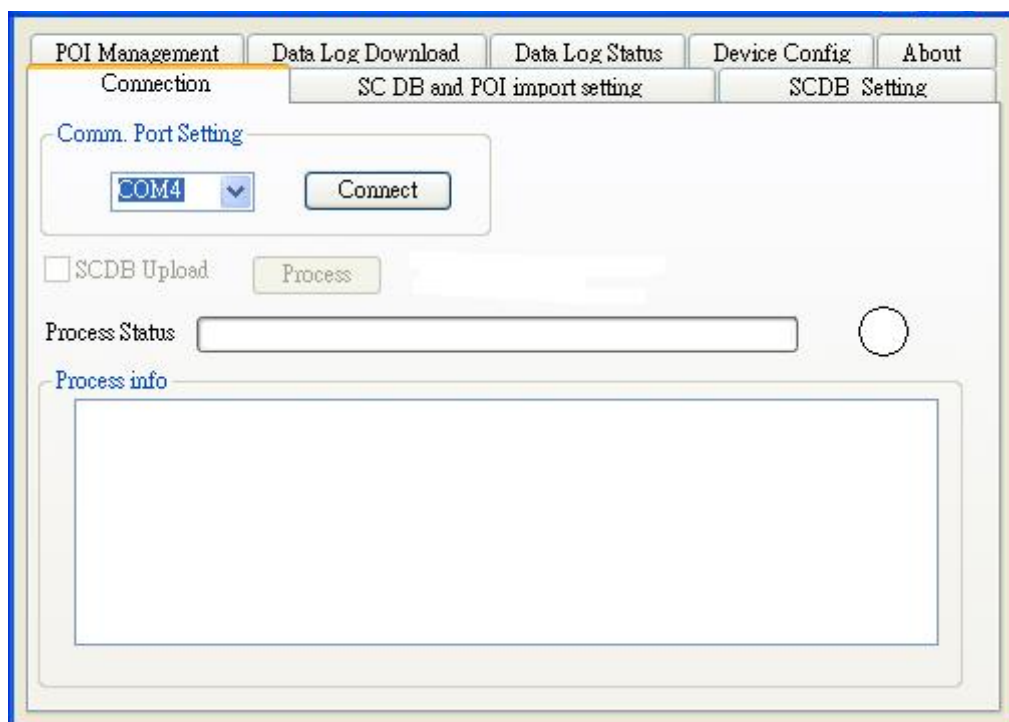 POI Management Data Log Download Data Log Status Device Config About
Connection SC DB and POI import setting SCDB Setting
Comm. Port Setting
COM4 Connect
SCDB Upload Process
Process Status
Process info